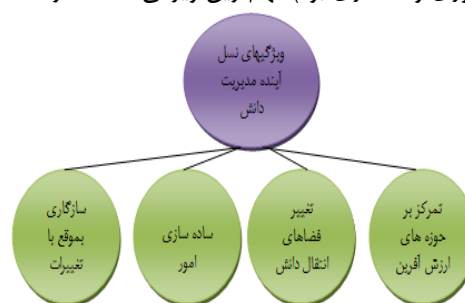 ویژگیهای نسل
آینده مدیریت
دانش
تمرکز بر
حوزه های
ارزش آفرین
تغییر
فضاهای
انتقال دانش
ساده سازی
امور
سازگاری
بموقع با
تغییرات